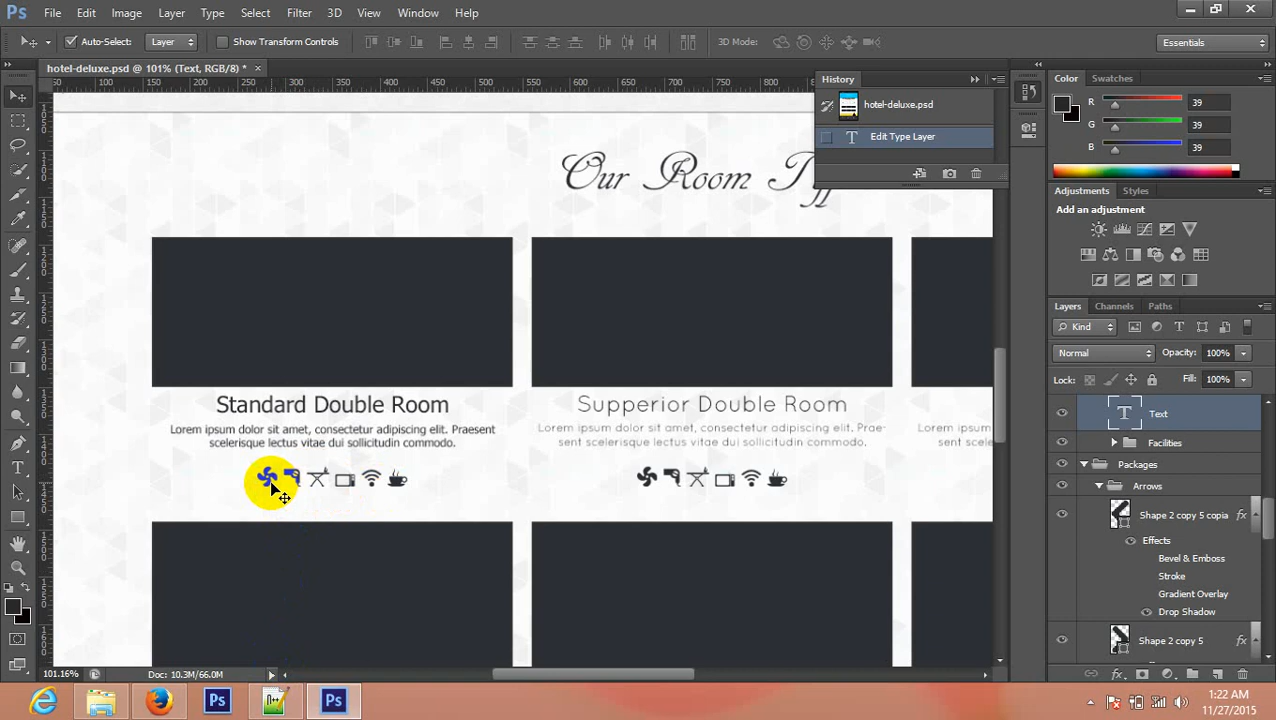 Ps File Edit Image Layer Type Select Filter 3D View Window Help
Auto-Select: Layer Show Transform Controls 3D Mode: Essentials
hotel-deluxe.psd @ 101% (Text, RGB/8) * ×
History
hotel-deluxe.psd
Edit Type Layer
Color Swatches
R 39
G 39
B 39
Adjustments Styles
Add an adjustment
Layers Channels Paths
Kind
Normal Opacity: 100%
Lock: Fill: 100%
Text
Facilities
Packages
Arrows
Shape 2 copy 5 copia fx
Effects
Bevel & Emboss
Stroke
Gradient Overlay
Drop Shadow
Shape 2 copy 5 fx
Our Room
Standard Double Room
Lorem ipsum dolor sit amet, consectetur adipiscing elit. Praesent
scelerisque lectus vitae dui sollicitudin commodo.
Supperior Double Room
Lorem ipsum dolor sit amet, consectetur adipiscing elit. Prae-
scelerisque lectus vitae dui sollicitudin commodo.
Lorem ipsum
101.16% Doc: 10.3M/66.0M
1:22 AM
11/27/2015